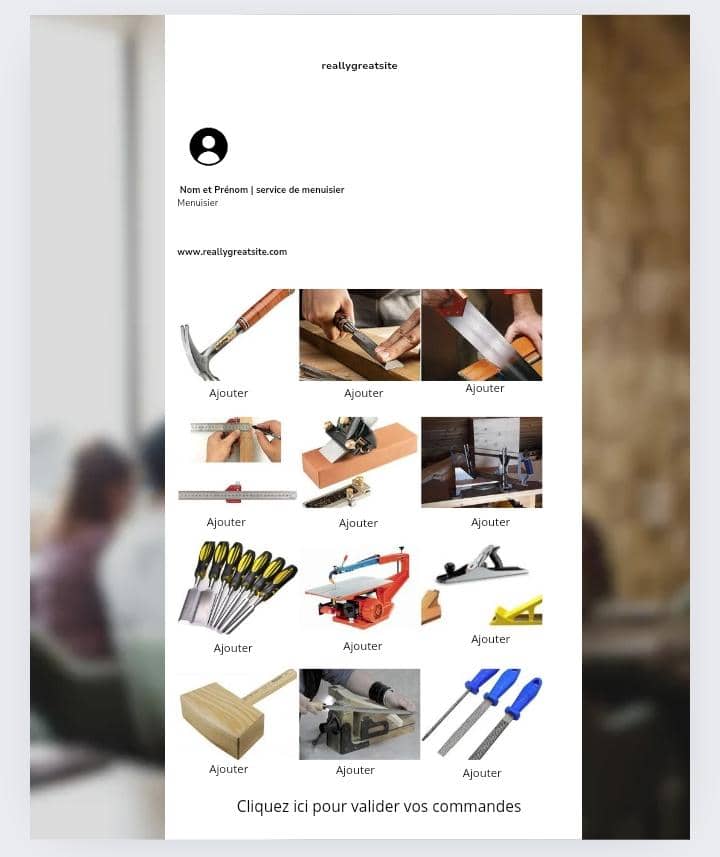 reallygreatsite
Nom et Prénom | service de menuisier
Menuisier
www.reallygreatsite.com
Ajouter
Ajouter
Ajouter
Ajouter
Ajouter
Ajouter
Ajouter
Ajouter
Ajouter
Ajouter
Ajouter
Ajouter
Cliquez ici pour valider vos commandes